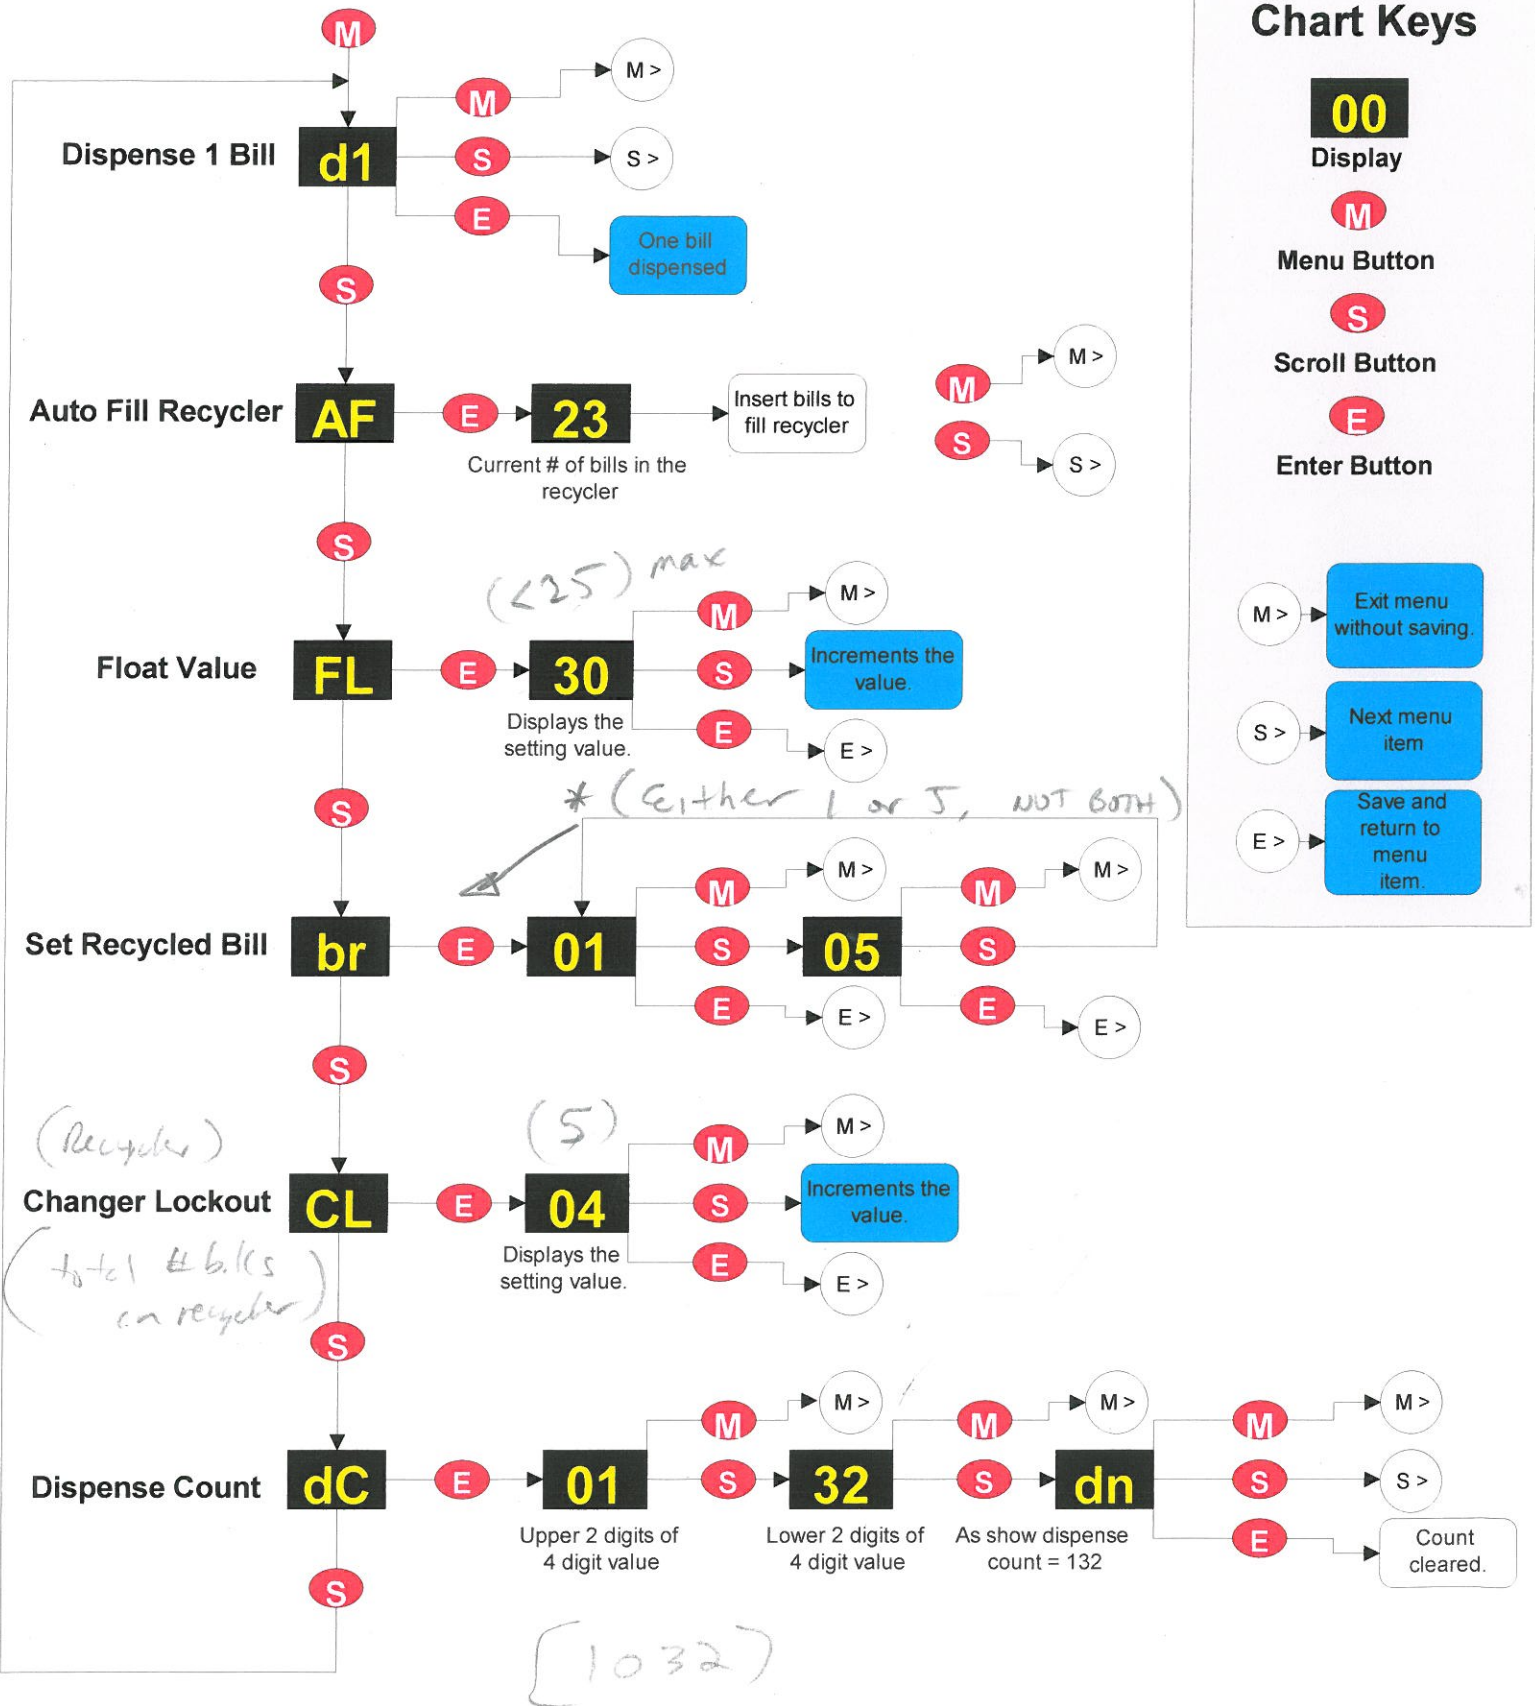 M
M
M >
Dispense 1 Bill
d1
S
S >
E
One bill
dispensed
S
Auto Fill Recycler
AF
E
23
Current # of bills in the
recycler
Insert bills to
fill recycler
M
M >
S
S >
S
(<25) max
Float Value
FL
E
30
Displays the
setting value.
M
M >
S
Increments the
value.
E
E >
S
* (Either 1 or 5, NOT BOTH)
Set Recycled Bill
br
E
01
M
M >
S
E
E >
05
M
M >
S
E
E >
S
(Recycler)
Changer Lockout
(total # bills
on recycler)
CL
E
(5)
04
Displays the
setting value.
M
M >
S
Increments the
value.
E
E >
S
Dispense Count
dC
E
01
Upper 2 digits of
4 digit value
M
M >
S
32
Lower 2 digits of
4 digit value
M
M >
S
dn
As show dispense
count = 132
M
M >
S
S >
E
Count
cleared.
S
[1032)
Chart Keys
00
Display
M
Menu Button
S
Scroll Button
E
Enter Button
M >
Exit menu
without saving.
S >
Next menu
item
E >
Save and
return to
menu
item.